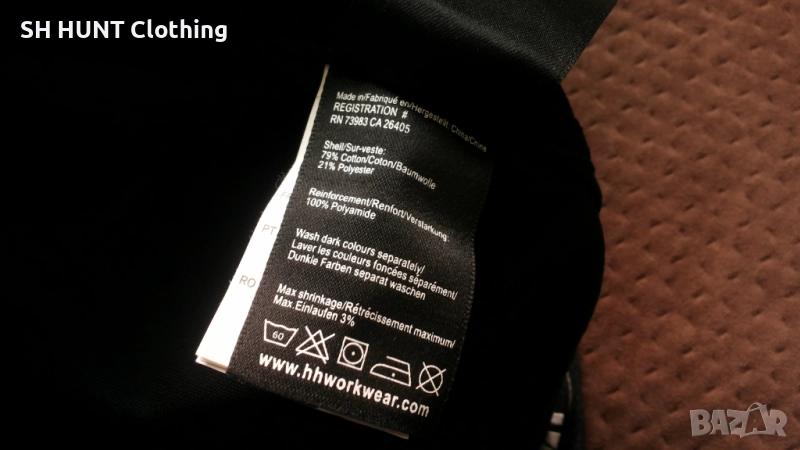 SH HUNT Clothing
Made in/Fabriqué en/Hergestellt: China/Chine
REGISTRATION #
RN 73983 CA 26405
Shell/Sur-veste:
79% Cotton/Coton/Baumwolle
21% Polyester
Reinforcement/Renfort/Verstärkung:
100% Polyamide
Wash dark colours separately/
Laver les couleurs foncées séparément/
Dunkle Farben separat waschen
Max shrinkage/Rétrécissement maximum/
Max.Einlaufen 3%
60
www.hhworkwear.com
PT
RO
BAZAR